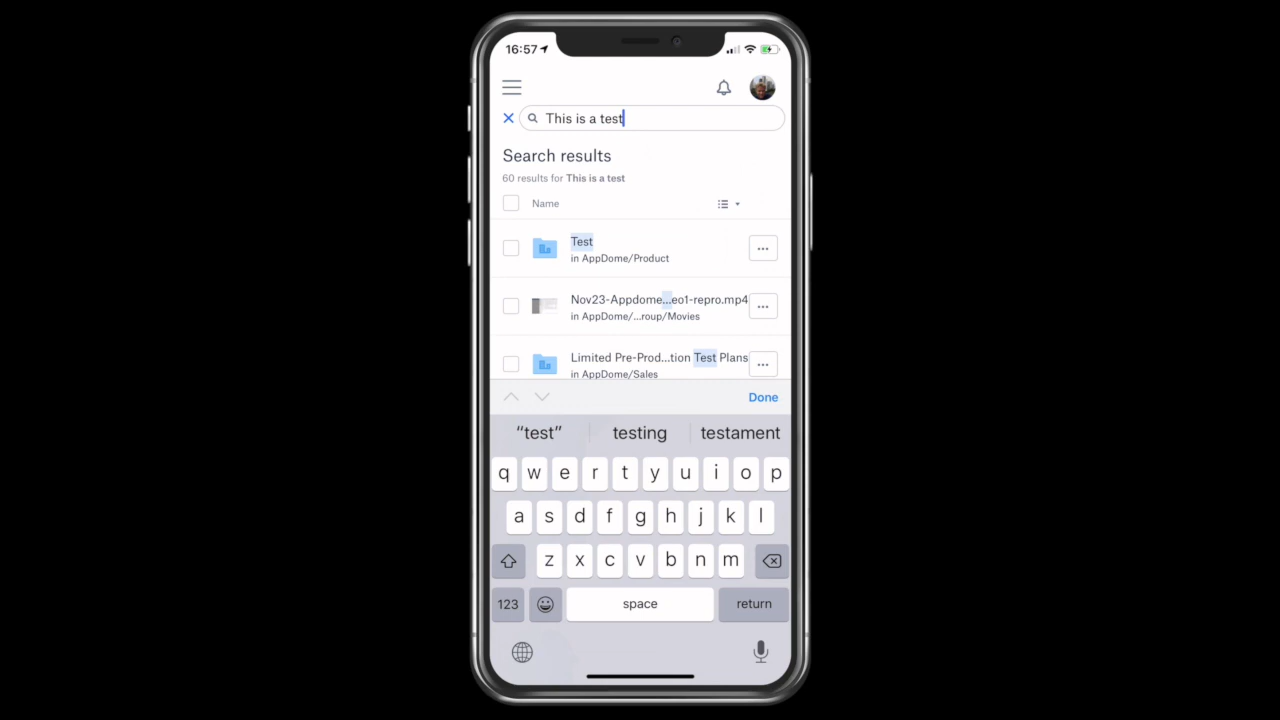 16:57
This is a test
Search results
60 results for This is a test
Name
Test
in AppDome/Product
Nov23-Appdome...eo1-repro.mp4
in AppDome/...roup/Movies
Limited Pre-Prod...tion Test Plans
in AppDome/Sales
Done
“test” testing testament
q w e r t y u i o p
a s d f g h j k l
z x c v b n m
123 space return